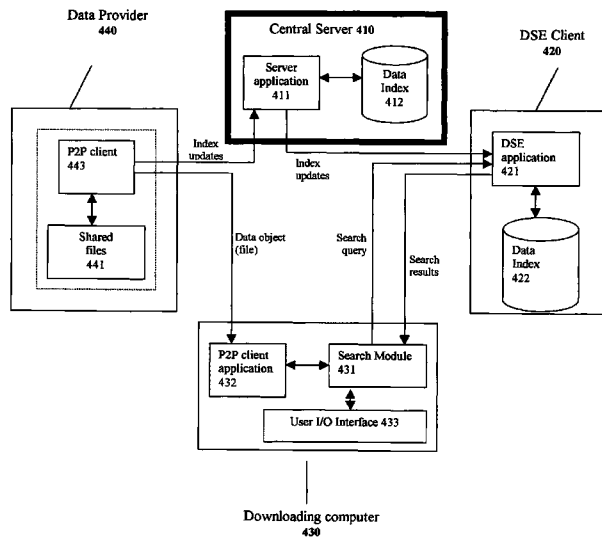 Data Provider
440
Central Server 410
DSE Client
420
Server
application
411
Data
Index
412
P2P client
443
Shared
files
441
Index
updates
Index
updates
DSE
application
421
Data
Index
422
Data object
(file)
Search
query
Search
results
P2P client
application
432
Search Module
431
User I/O Interface 433
Downloading computer
430